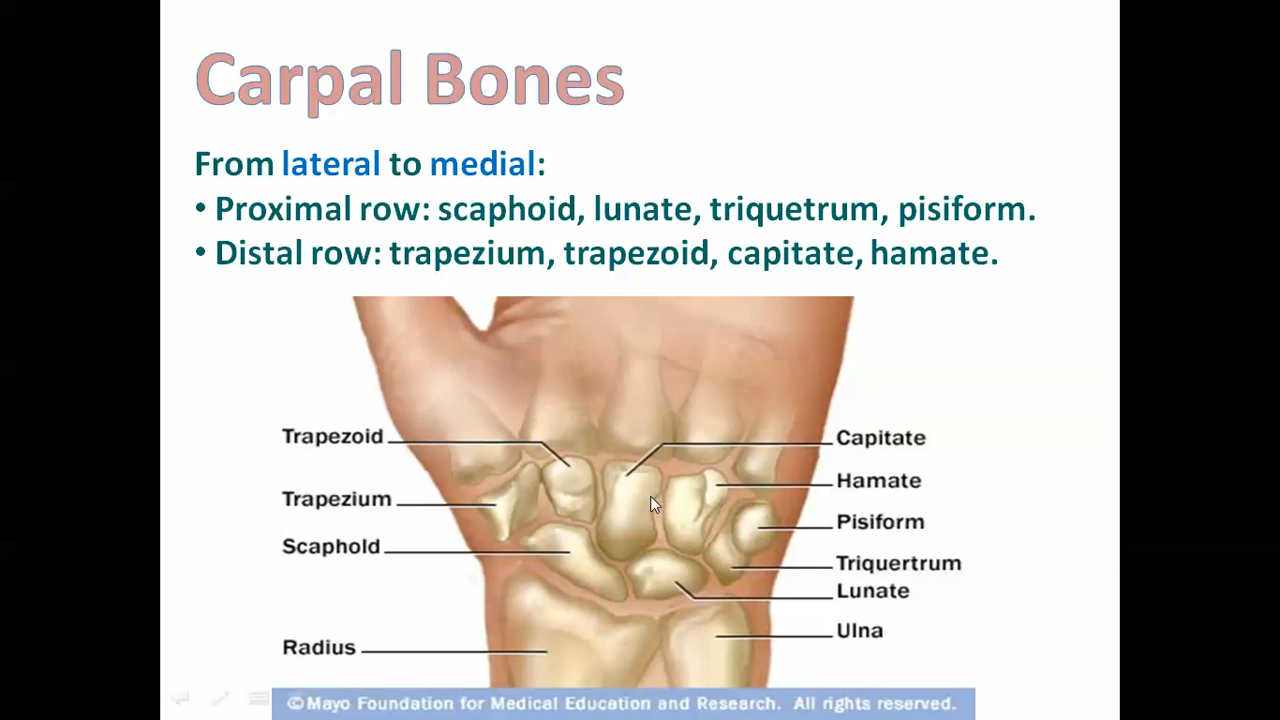 Carpal Bones
From lateral to medial:
• Proximal row: scaphoid, lunate, triquetrum, pisiform.
• Distal row: trapezium, trapezoid, capitate, hamate.
Trapezoid
Trapezium
Scaphold
Radius
Capitate
Hamate
Pisiform
Triquertrum
Lunate
Ulna
©Mayo Foundation for Medical Education and Research. All rights reserved.